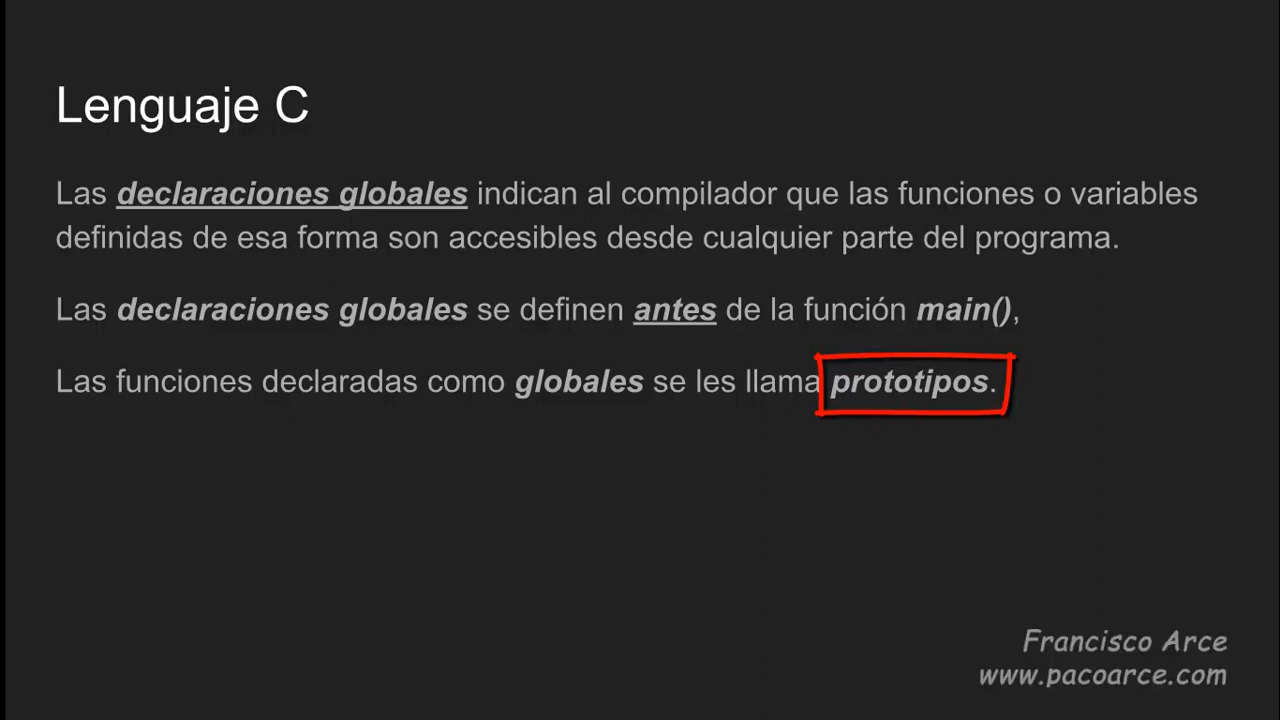 Lenguaje C
Las declaraciones globales indican al compilador que las funciones o variables
definidas de esa forma son accesibles desde cualquier parte del programa.
Las declaraciones globales se definen antes de la función main(),
Las funciones declaradas como globales se les llama prototipos.
Francisco Arce
www.pacoarce.com